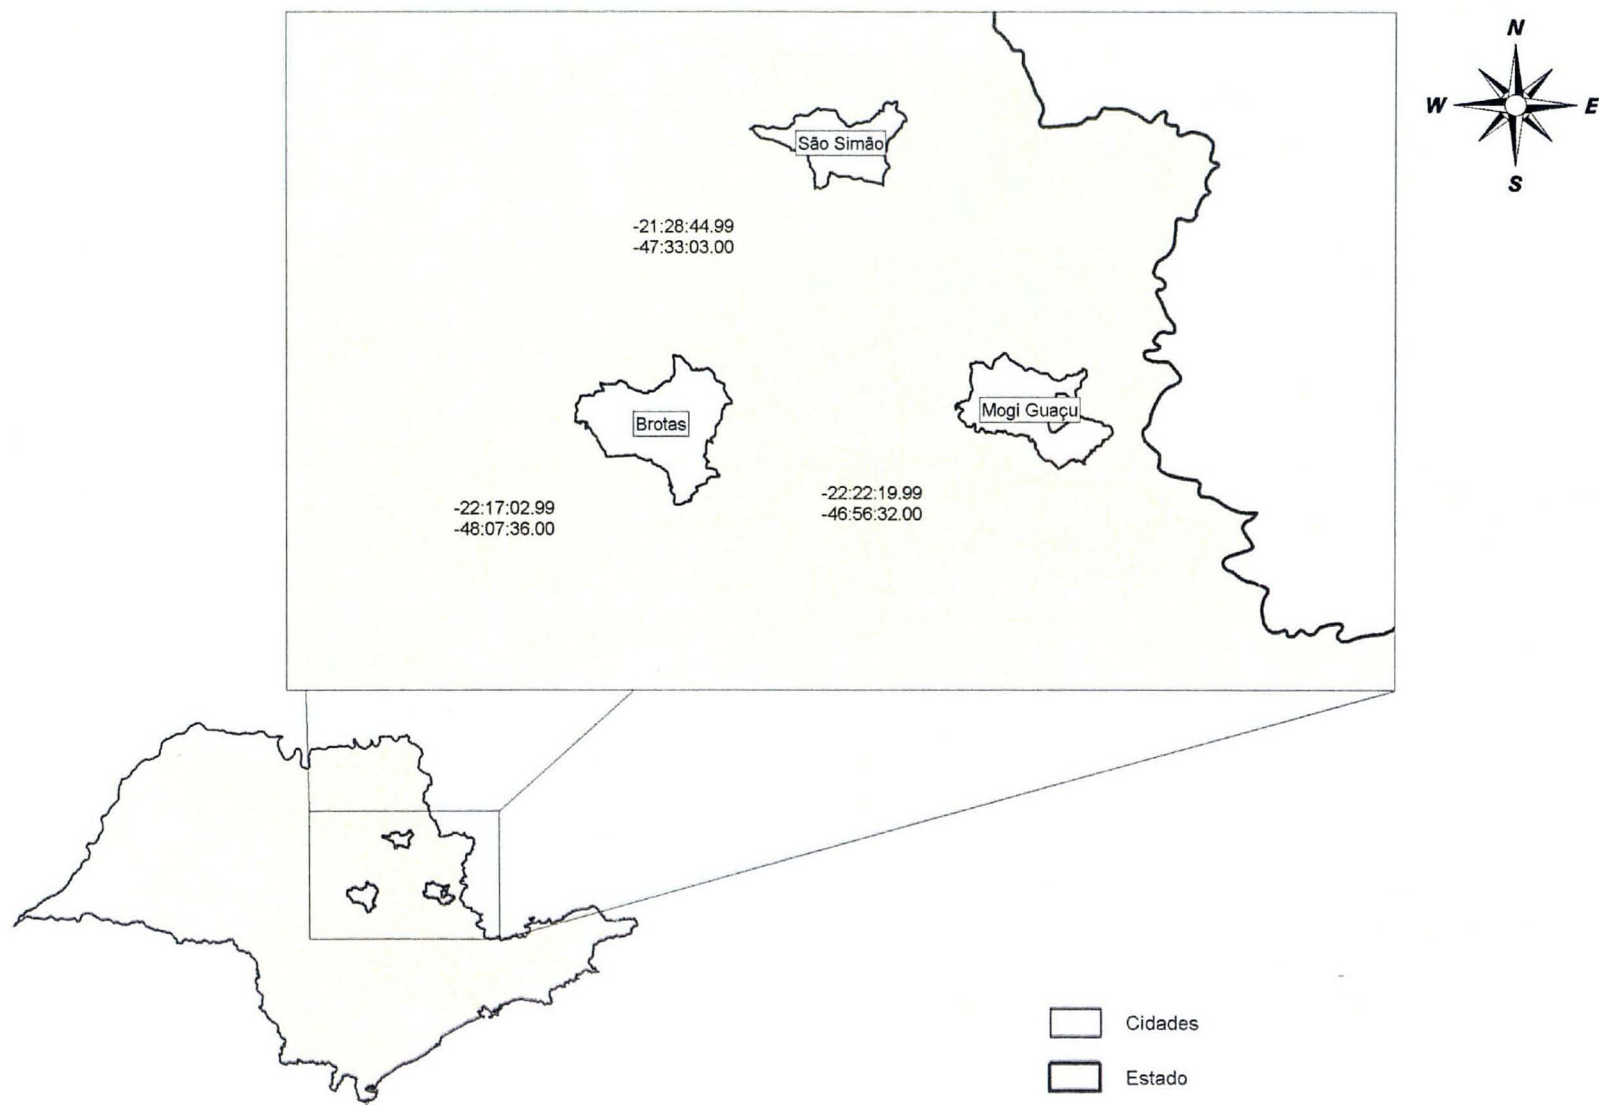 N
W
E
S
São Simão
-21:28:44.99
-47:33:03.00
Brotas
Mogi Guaçu
-22:17:02.99
-48:07:36.00
-22:22:19.99
-46:56:32.00
Cidades
Estado